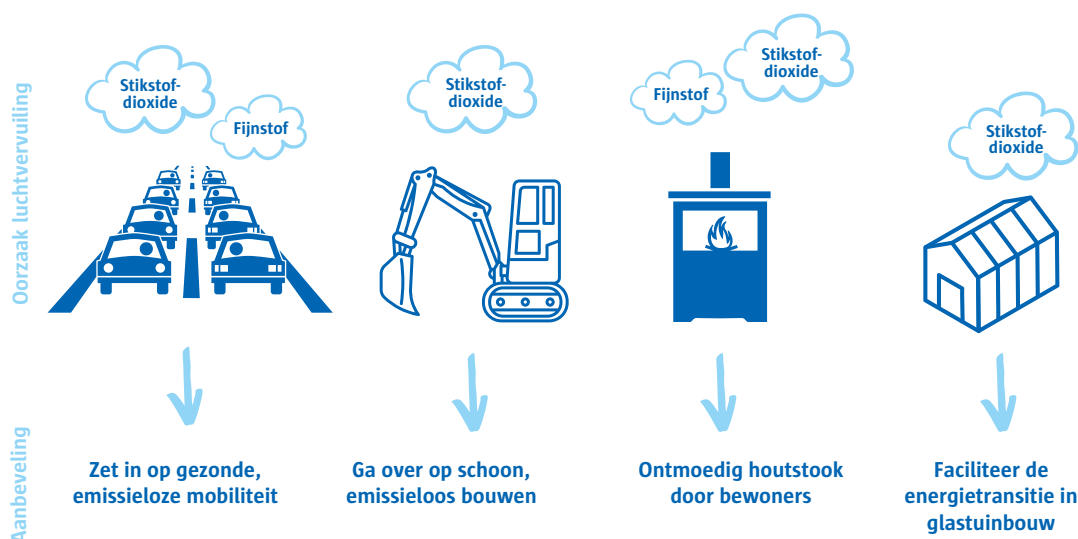 Oorzaak luchtvervuiling
Stikstof-
dioxide
Fijnstof
Stikstof-
dioxide
Fijnstof
Stikstof-
dioxide
Stikstof-
dioxide
Aanbeveling
Zet in op gezonde,
emissieloze mobiliteit
Ga over op schoon,
emissieloos bouwen
Ontmoedig houtstook
door bewoners
Faciliteer de
energietransitie in
glastuinbouw